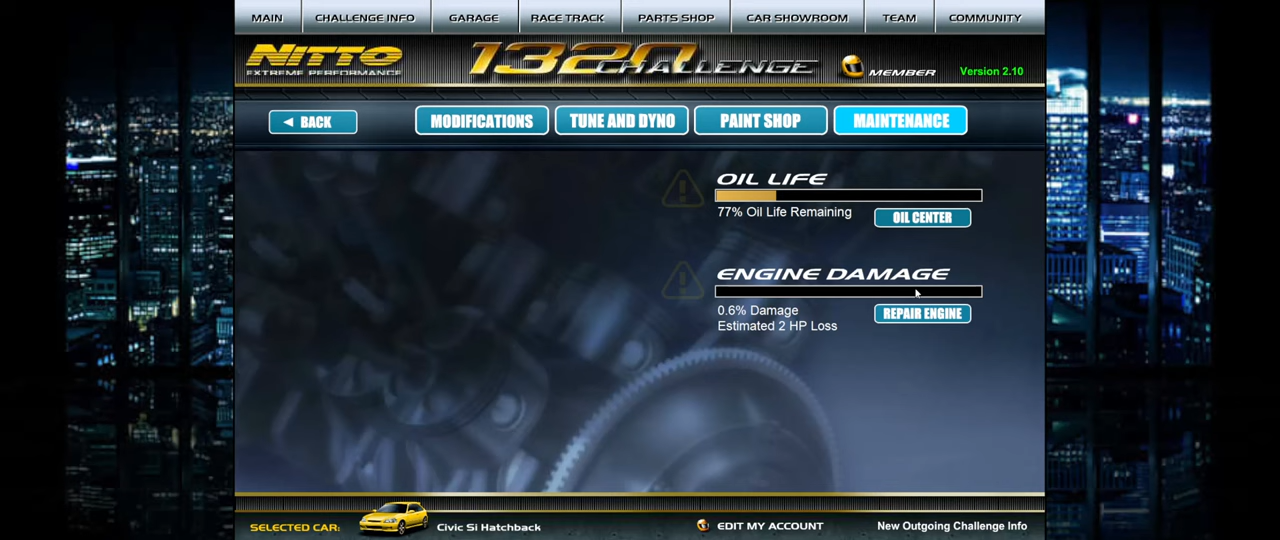 MAIN
CHALLENGE INFO
GARAGE
RACE TRACK
PARTS SHOP
CAR SHOWROOM
TEAM
COMMUNITY
NITTO
EXTREME PERFORMANCE
1320
CHALLENGE
MEMBER
Version 2.10
BACK
MODIFICATIONS
TUNE AND DYNO
PAINT SHOP
MAINTENANCE
OIL LIFE
77% Oil Life Remaining
OIL CENTER
ENGINE DAMAGE
0.6% Damage
Estimated 2 HP Loss
REPAIR ENGINE
SELECTED CAR:
Civic Si Hatchback
EDIT MY ACCOUNT
New Outgoing Challenge Info